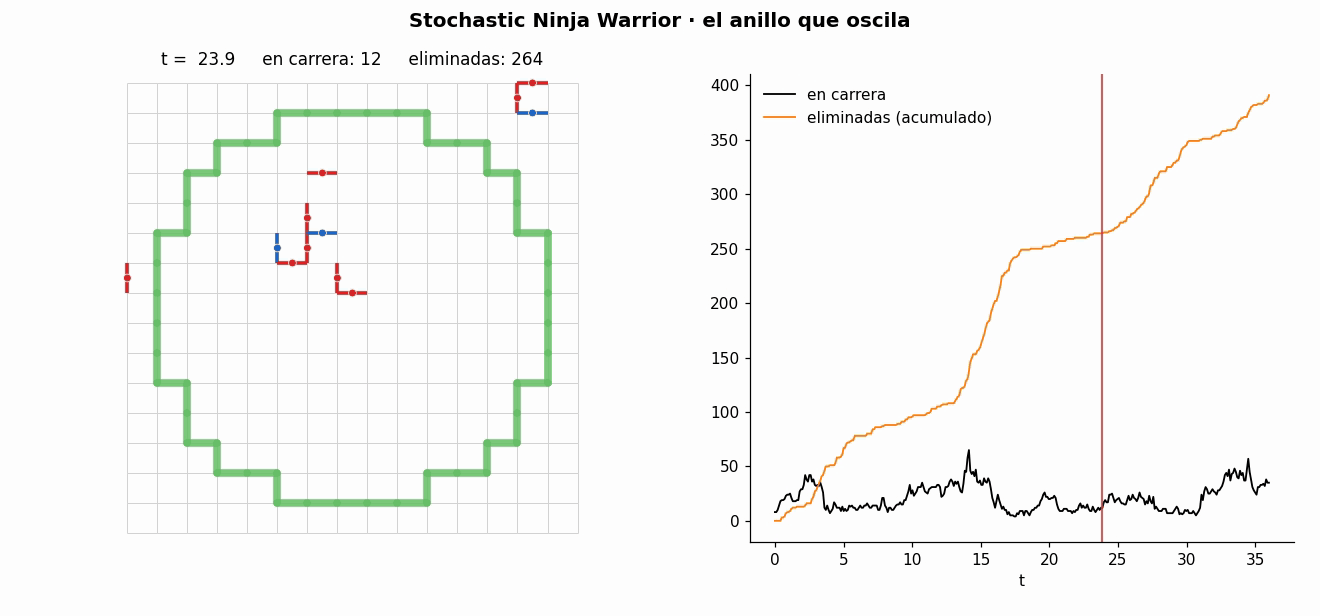 Stochastic Ninja Warrior · el anillo que oscila
t = 23.9 en carrera: 12 eliminadas: 264
en carrera
eliminadas (acumulado)
400
350
300
250
200
150
100
50
0
0 5 10 15 20 25 30 35
t